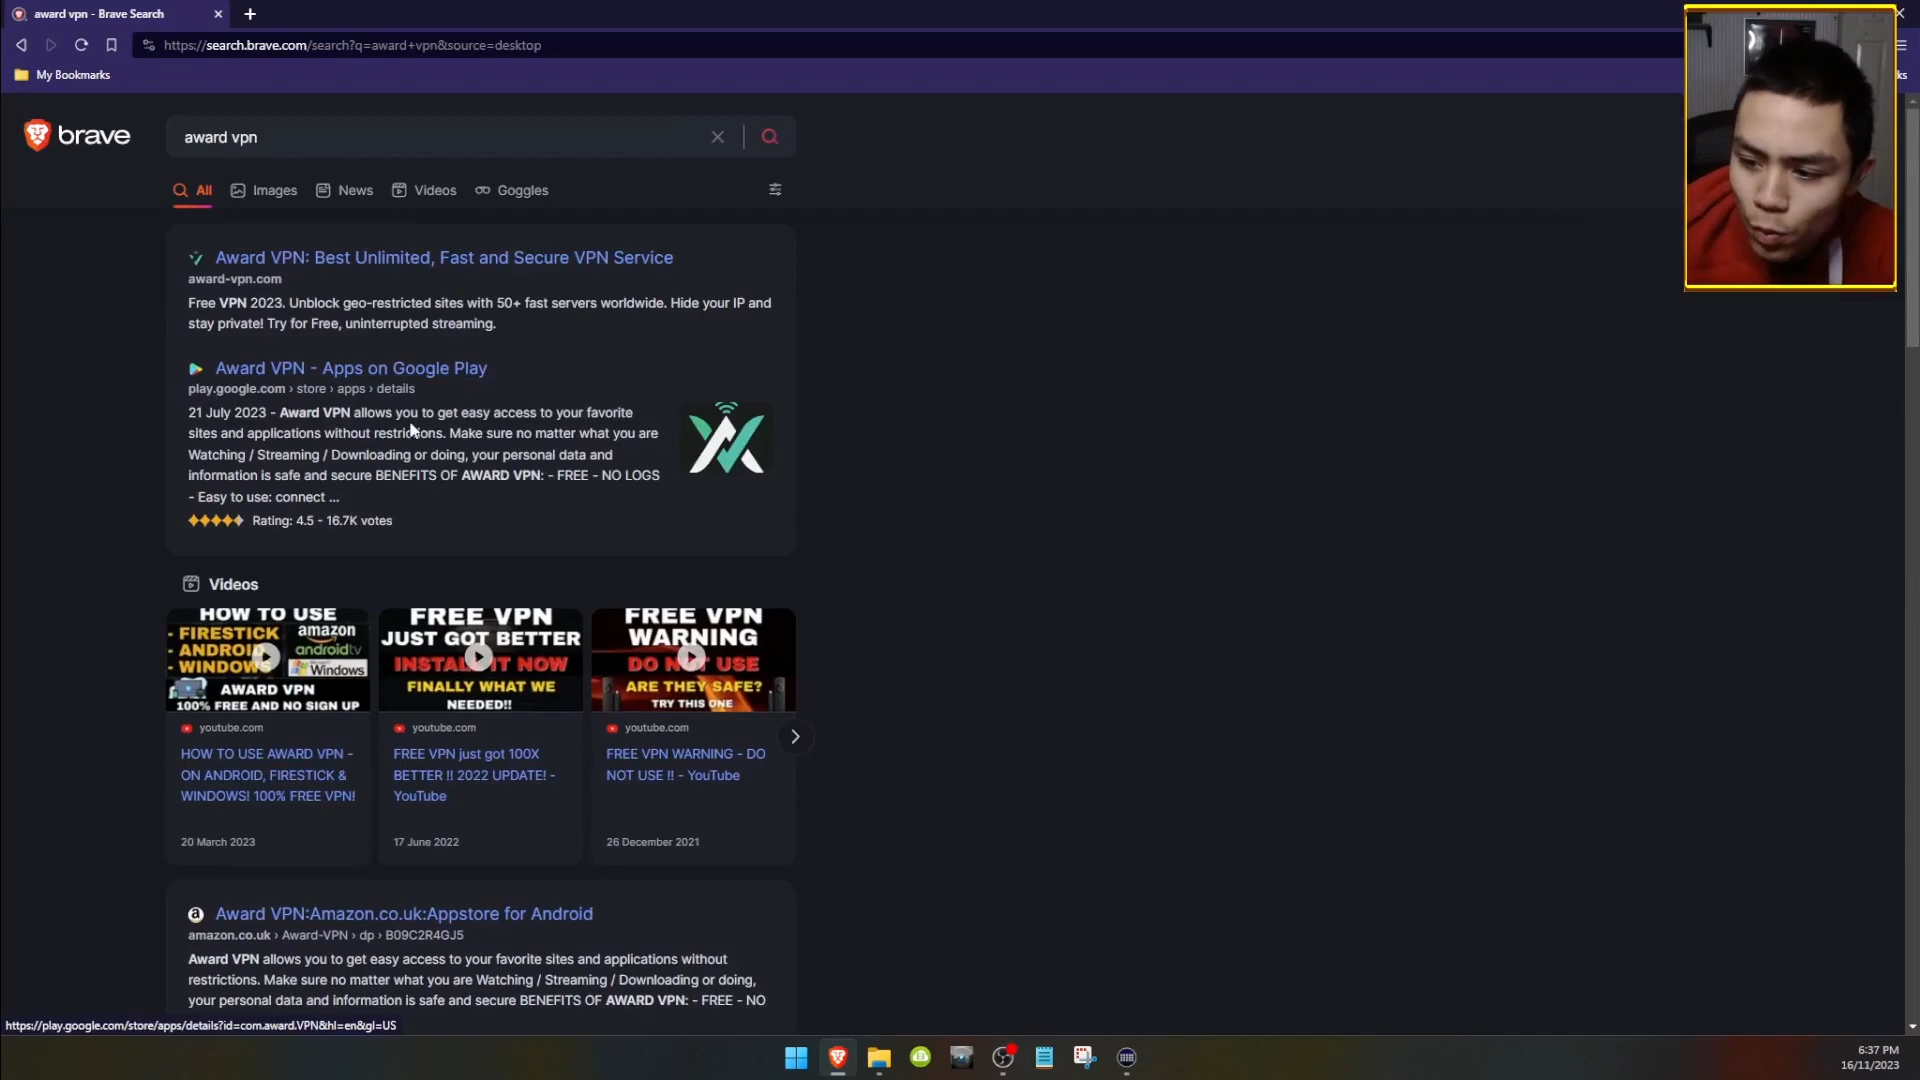 award vpn - Brave Search
https://search.brave.com/search?q=award+vpn&source=desktop
My Bookmarks
ks
brave
award vpn
All Images News Videos Goggles
Award VPN: Best Unlimited, Fast and Secure VPN Service
award-vpn.com
Free VPN 2023. Unblock geo-restricted sites with 50+ fast servers worldwide. Hide your IP and
stay private! Try for Free, uninterrupted streaming.
Award VPN - Apps on Google Play
play.google.com › store › apps › details
21 July 2023 - Award VPN allows you to get easy access to your favorite
sites and applications without restrictions. Make sure no matter what you are
Watching / Streaming / Downloading or doing, your personal data and
information is safe and secure BENEFITS OF AWARD VPN: - FREE - NO LOGS
- Easy to use: connect ...
Rating: 4.5 - 16.7K votes
Videos
HOW TO USE
- FIRESTICK
- ANDROID
- WINDOWS
amazon
androidtv
Windows
AWARD VPN
100% FREE AND NO SIGN UP
youtube.com
HOW TO USE AWARD VPN -
ON ANDROID, FIRESTICK &
WINDOWS! 100% FREE VPN!
20 March 2023
FREE VPN
JUST GOT BETTER
INSTALL IT NOW
FINALLY WHAT WE
NEEDED!!
youtube.com
FREE VPN just got 100X
BETTER !! 2022 UPDATE! -
YouTube
17 June 2022
FREE VPN
WARNING
DO NOT USE
ARE THEY SAFE?
TRY THIS ONE
youtube.com
FREE VPN WARNING - DO
NOT USE !! - YouTube
26 December 2021
Award VPN:Amazon.co.uk:Appstore for Android
amazon.co.uk › Award-VPN › dp › B09C2R4GJ5
Award VPN allows you to get easy access to your favorite sites and applications without
restrictions. Make sure no matter what you are Watching / Streaming / Downloading or doing,
your personal data and information is safe and secure BENEFITS OF AWARD VPN: - FREE - NO
https://play.google.com/store/apps/details?id=com.award.VPN&hl=en&gl=US
6:37 PM
16/11/2023